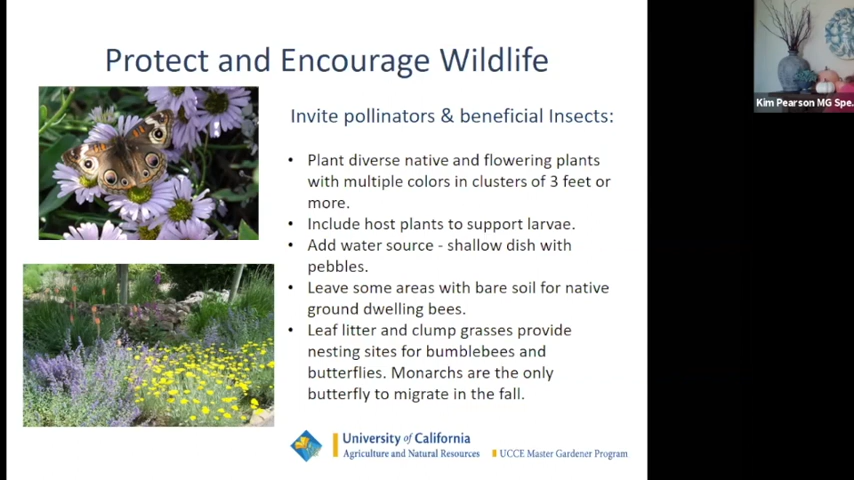 Protect and Encourage Wildlife
Invite pollinators & beneficial Insects:
• Plant diverse native and flowering plants
with multiple colors in clusters of 3 feet or
more.
• Include host plants to support larvae.
• Add water source - shallow dish with
pebbles.
• Leave some areas with bare soil for native
ground dwelling bees.
• Leaf litter and clump grasses provide
nesting sites for bumblebees and
butterflies. Monarchs are the only
butterfly to migrate in the fall.
University of California
Agriculture and Natural Resources
UCCE Master Gardener Program
Kim Pearson MG Spe...